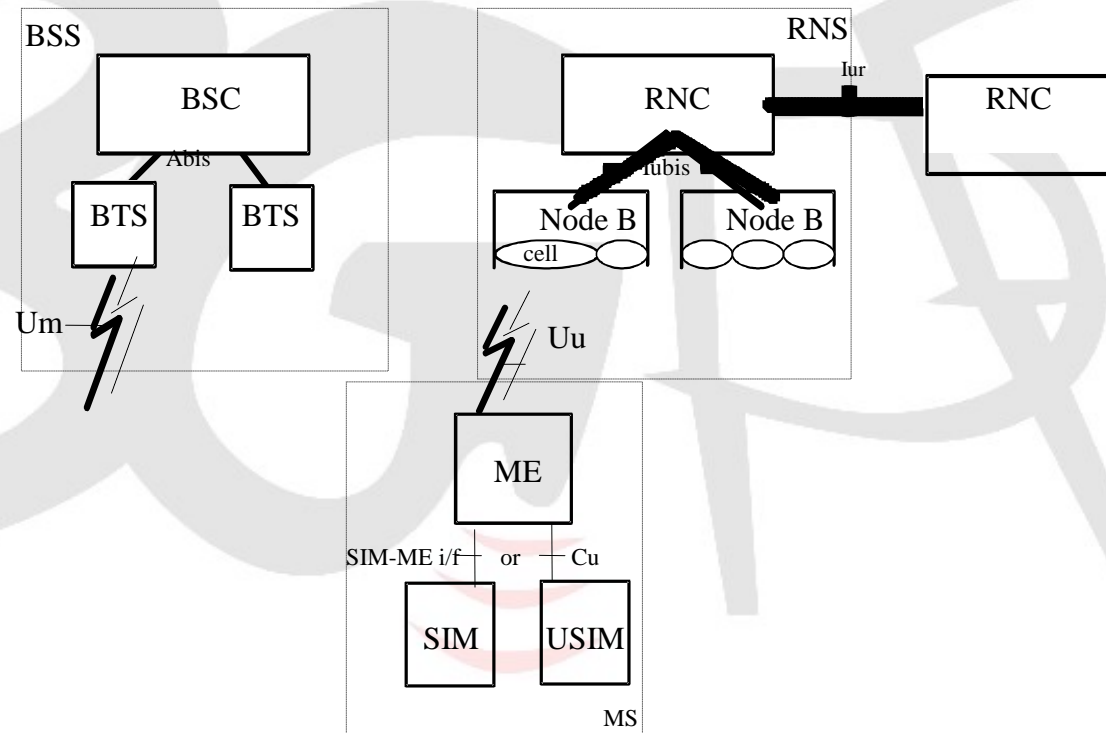 BSS
RNS
Iur
BSC
RNC
RNC
Abis
Iubis
BTS
BTS
Node B
Node B
cell
Um
Uu
ME
SIM-ME i/f
or
Cu
SIM
USIM
MS